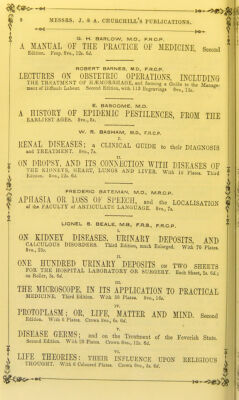 MESSRS. J. & A. CHURCHILL'S PUBLICATIONS.
G. H. BARLOW, M.D., F.R.C.P.
A MANUAL OF THE PRACTICE OF MEDICINE, Second
Edition. Fcap. 8vo., 12s. 6d.
ROBERT BARNES, M.D., F.R.C.P.
LECTURES ON OBSTETRIC OPERATIONS, INCLUDING
THE TREATMENT OF HÆMORRHAGE, and forming a Guide to the Manage-
ment of Difficult Labour. Second Edition, with 113 Engravings. 8vo., 15s.
E. BASCOME, M.D.
A HISTORY OF EPIDEMIC PESTILENCES, FROM THE
EARLIEST AGES. 8vo., 8s.
W. R. BASHAM, M.D., F.R.C.P.
I.
RENAL DISEASES; a CLINICAL GUIDE to their DIAGNOSIS
and TREATMENT. 8vo., 7s.
II.
ON DROPSY, AND ITS CONNECTION WITH DISEASES OF
THE KIDNEYS, HEART, LUNGS AND LIVER. With 16 Plates. Third
Edition. 8vo., 12s. 6d.
FREDERIC BATEMAN, M.D., M.R.C.P.
APHASIA OR LOSS OF SPEECH, and the LOCALISATION
of the FACULTY of ARTICULATE LANGUAGE. 8vo., 7s.
LIONEL S. BEALE, M.B., F.R.S., F.R.C.P.
I.
ON KIDNEY DISEASES, URINARY DEPOSITS, AND
CALCULOUS DISORDERS. Third Edition, much Enlarged. With 70 Plates.
8vo., 25s.
II.
ONE HUNDRED URINARY DEPOSITS, ON TWO SHEETS
FOR THE HOSPITAL LABORATORY OR SURGERY. Each Sheet, 2s. 6d.;
on Roller, 3s. 6d.
III.
THE MICROSCOPE, IN ITS APPLICATION TO PRACTICAL
MEDICINE. Third Edition. With 58 Plates. 8vo., 16s.
IV.
PROTOPLASM; OR, LIFE, MATTER AND MIND. Second
Edition. With 8 Plates. Crown 8vo., 6s. 6d.
V.
DISEASE GERMS; and on the Treatment of the Feverish State.
Second Edition. With 28 Plates. Crown 8vo., 12s. 6d.
VI.
LIFE THEORIES: THEIR INFLUENCE UPON RELIGIOUS
THOUGHT. With 6 Coloured Plates. Crown 8vo., 5s. 6d.